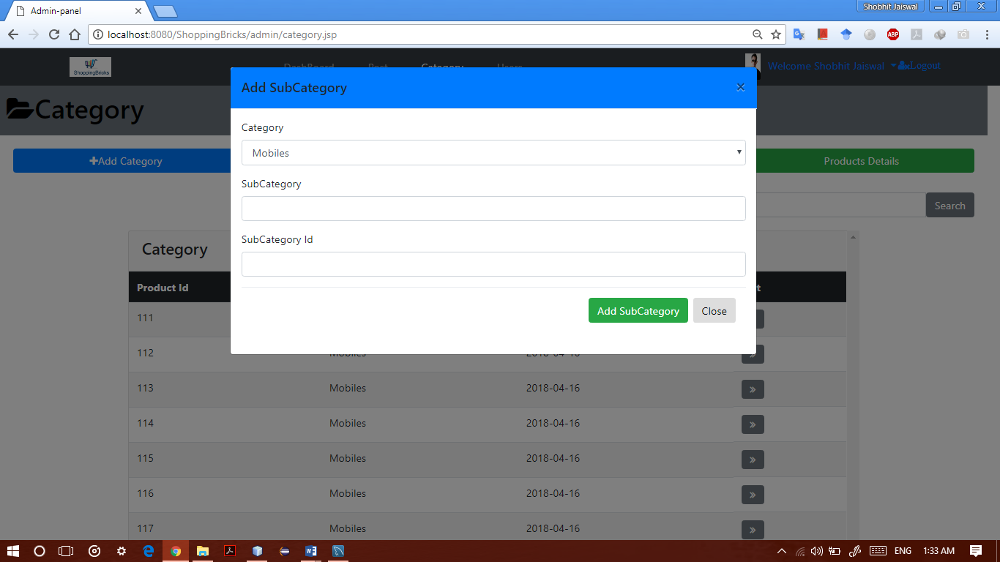 Admin-panel
Shobhit Jaiswal
localhost:8080/ShoppingBricks/admin/category.jsp
ABP
ShoppingBricks
DashBoard Post Category Users
Welcome Shobhit Jaiswal Logout
Category
Add Category
Products Details
Search
Add SubCategory
×
Category
Mobiles
SubCategory
SubCategory Id
Add SubCategory Close
Category
Product Id
111
112 Mobiles 2018-04-16 »
113 Mobiles 2018-04-16 »
114 Mobiles 2018-04-16 »
115 Mobiles 2018-04-16 »
116 Mobiles 2018-04-16 »
117 Mobiles 2018-04-16 »
ENG 1:33 AM